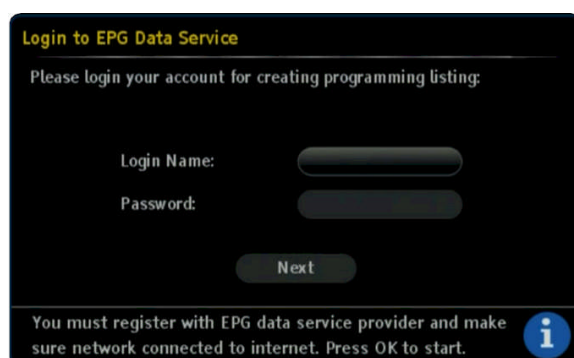 Login to EPG Data Service
Please login your account for creating programming listing:
Login Name:
Password:
Next
You must register with EPG data service provider and make
sure network connected to internet. Press OK to start.
i